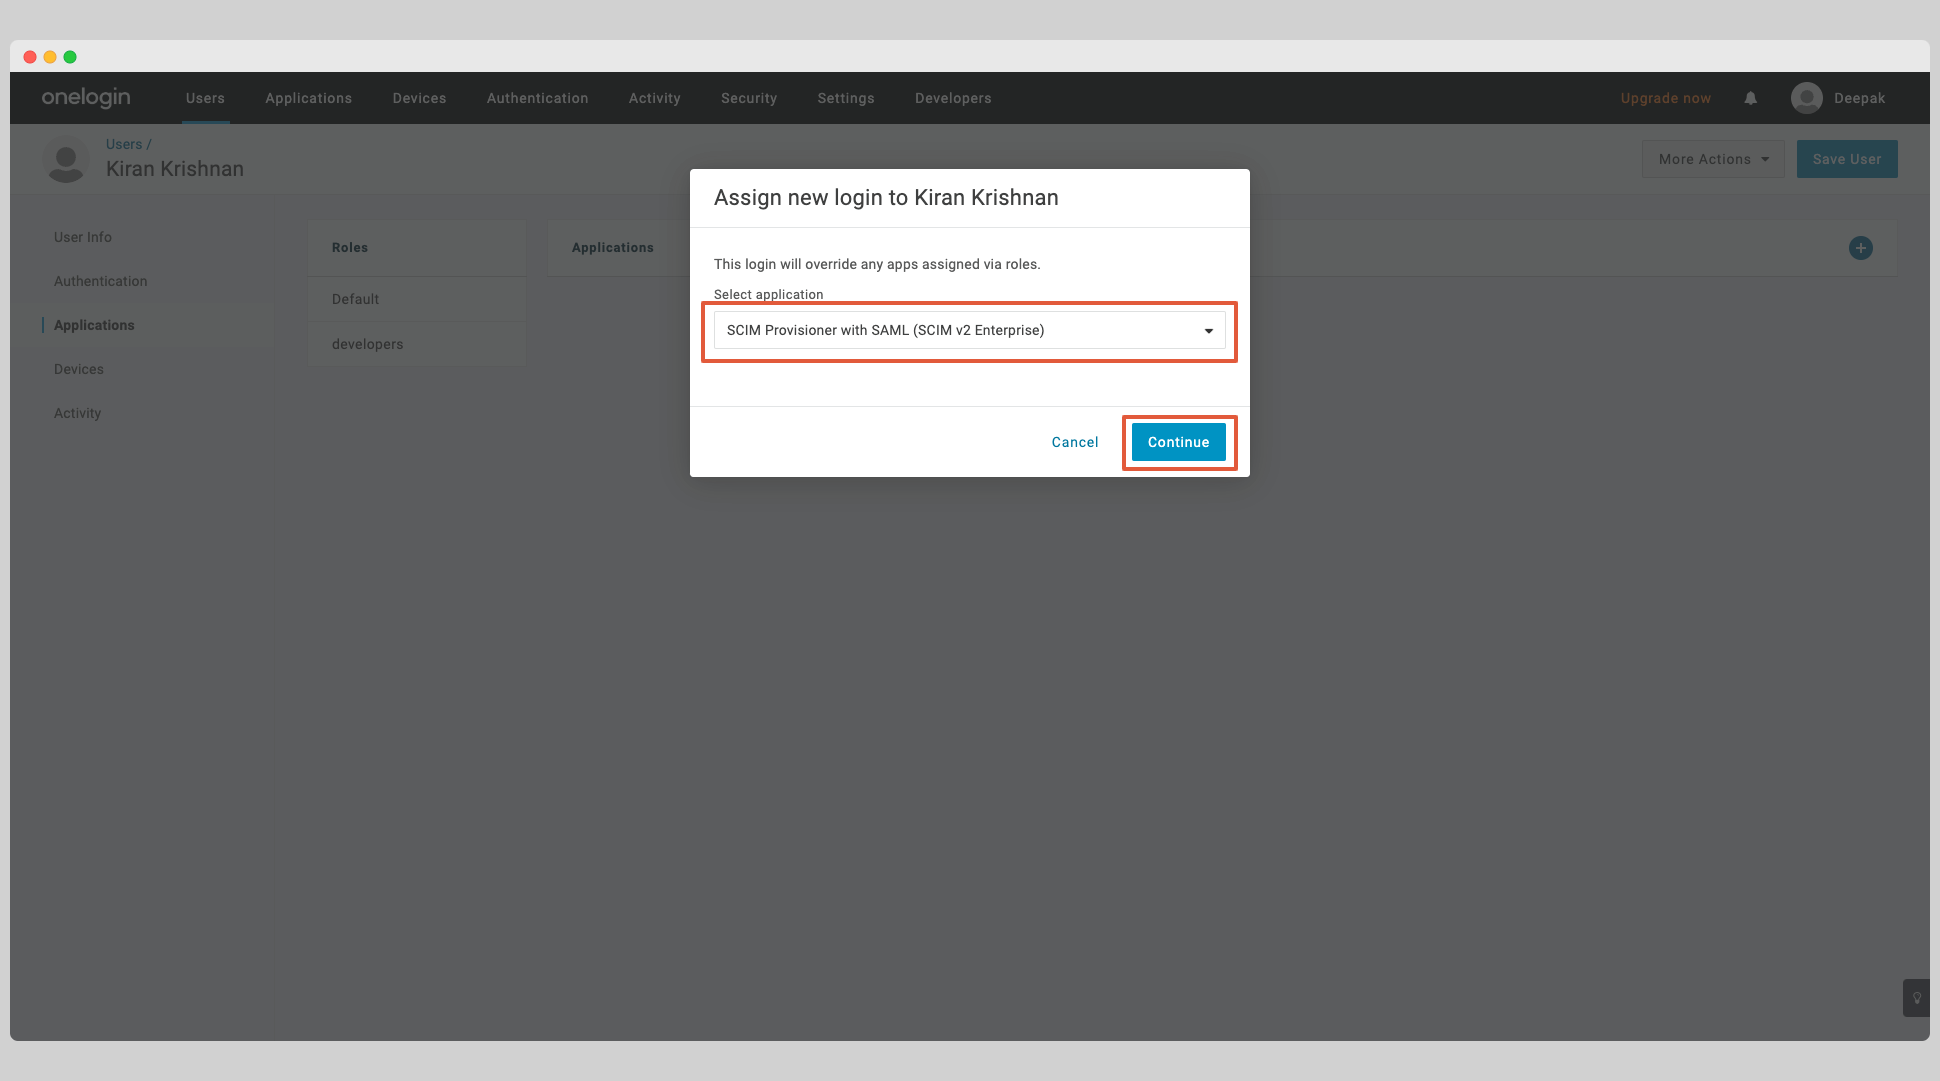 onelogin
Users
Applications
Devices
Authentication
Activity
Security
Settings
Developers
Upgrade now
Deepak
Users /
Kiran Krishnan
More Actions
Save User
User Info
Authentication
Applications
Devices
Activity
Roles
Default
developers
Applications
Assign new login to Kiran Krishnan
This login will override any apps assigned via roles.
Select application
SCIM Provisioner with SAML (SCIM v2 Enterprise)
Cancel
Continue